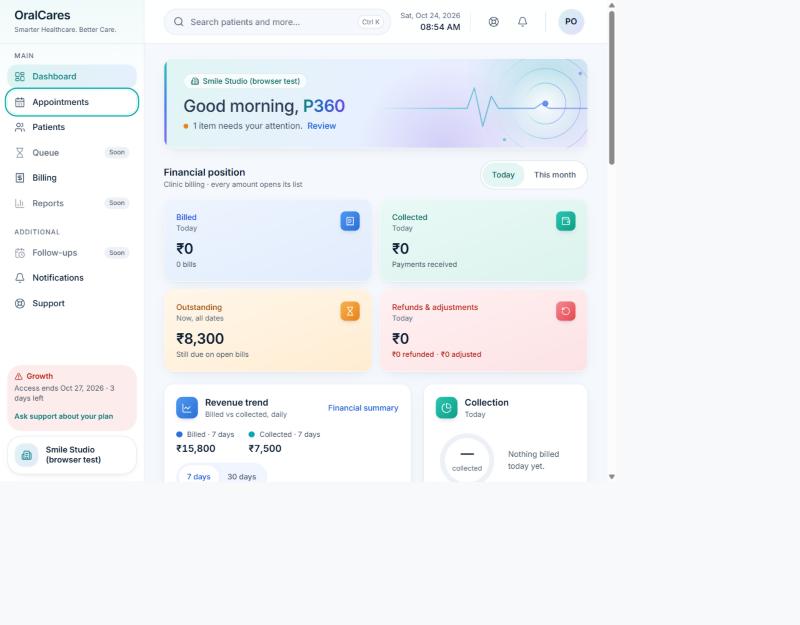 OralCares
Smarter Healthcare. Better Care.
MAIN
Dashboard
Appointments
Patients
Queue Soon
Billing
Reports Soon
ADDITIONAL
Follow-ups Soon
Notifications
Support
Growth
Access ends Oct 27, 2026 · 3
days left
Ask support about your plan
Smile Studio
(browser test)
Search patients and more...
Ctrl K
Sat, Oct 24, 2026
08:54 AM
PO
Smile Studio (browser test)
Good morning, P360
1 item needs your attention. Review
Financial position
Clinic billing · every amount opens its list
Today
This month
Billed
Today
₹0
0 bills
Collected
Today
₹0
Payments received
Outstanding
Now, all dates
₹8,300
Still due on open bills
Refunds & adjustments
Today
₹0
₹0 refunded · ₹0 adjusted
Revenue trend
Billed vs collected, daily
Financial summary
Billed · 7 days
₹15,800
Collected · 7 days
₹7,500
7 days
30 days
Collection
Today
—
collected
Nothing billed
today yet.